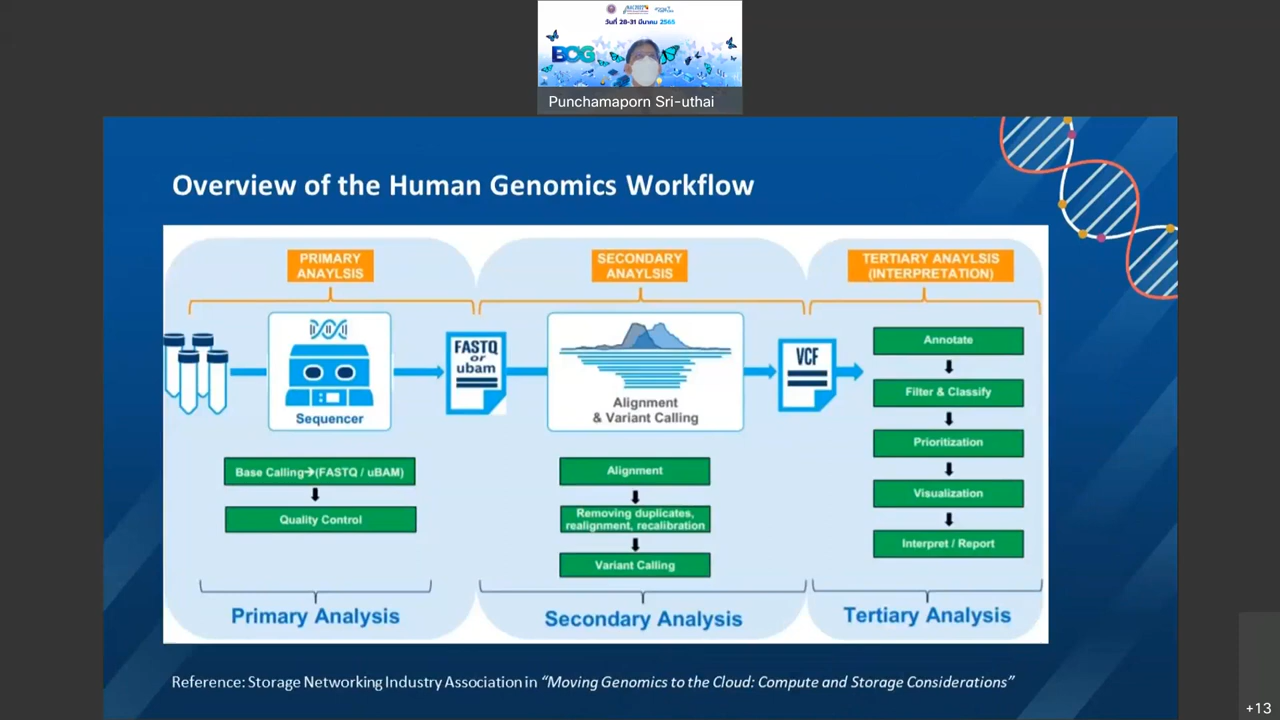 วันที่ 28-31 มีนาคม 2565
BCG
Punchamaporn Sri-uthai
Overview of the Human Genomics Workflow
PRIMARY
ANAYLSIS
SECONDARY
ANAYLSIS
TERTIARY ANAYLSIS
(INTERPRETATION)
FASTQ
or
ubam
VCF
Sequencer
Alignment
& Variant Calling
Base Calling➔(FASTQ / uBAM)
Quality Control
Alignment
Removing duplicates,
realignment, recalibration
Variant Calling
Annotate
Filter & Classify
Prioritization
Visualization
Interpret / Report
Primary Analysis
Secondary Analysis
Tertiary Analysis
Reference: Storage Networking Industry Association in “Moving Genomics to the Cloud: Compute and Storage Considerations”
+13